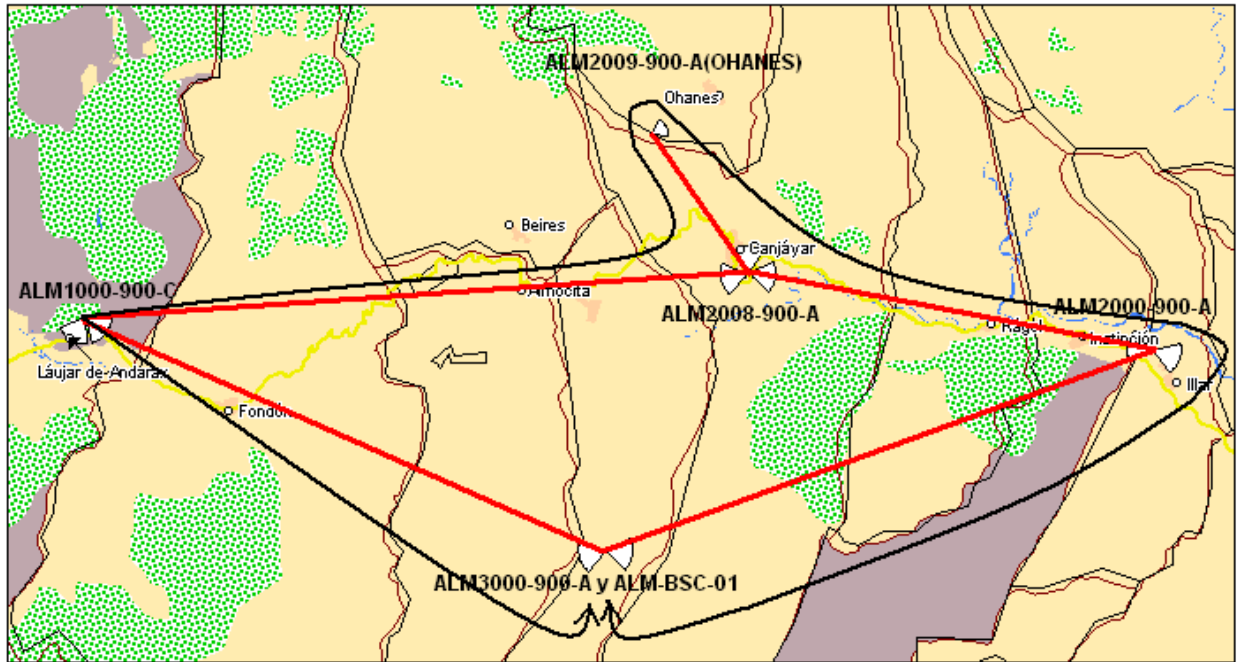 ALM2009-900-A(OHANES)
Ohanes
Beires
Canjáyar
ALM1000-900-C
Almócita
ALM2008-900-A
ALM2000-900-A
Rágol
Instinción
Láujar de-Andarax
Illar
Fondón
ALM3000-900-A y ALM-BSC-01